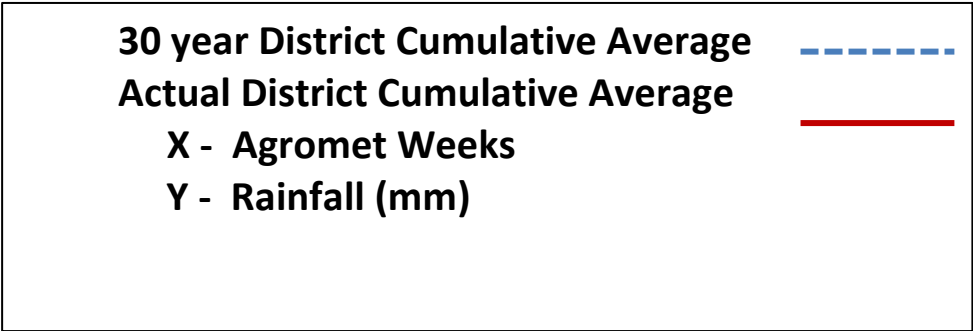 30 year District Cumulative Average
Actual District Cumulative Average
X - Agromet Weeks
Y - Rainfall (mm)